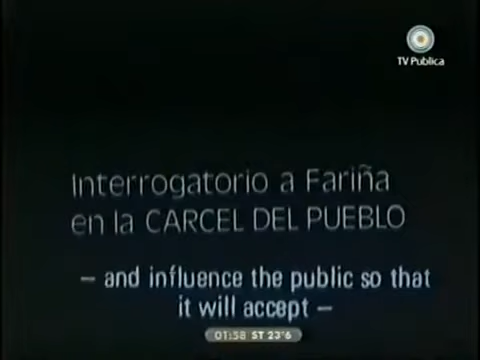 TV Pública
Interrogatorio a Fariña
en la CARCEL DEL PUEBLO
– and influence the public so that
it will accept –
01:58 ST 23°6